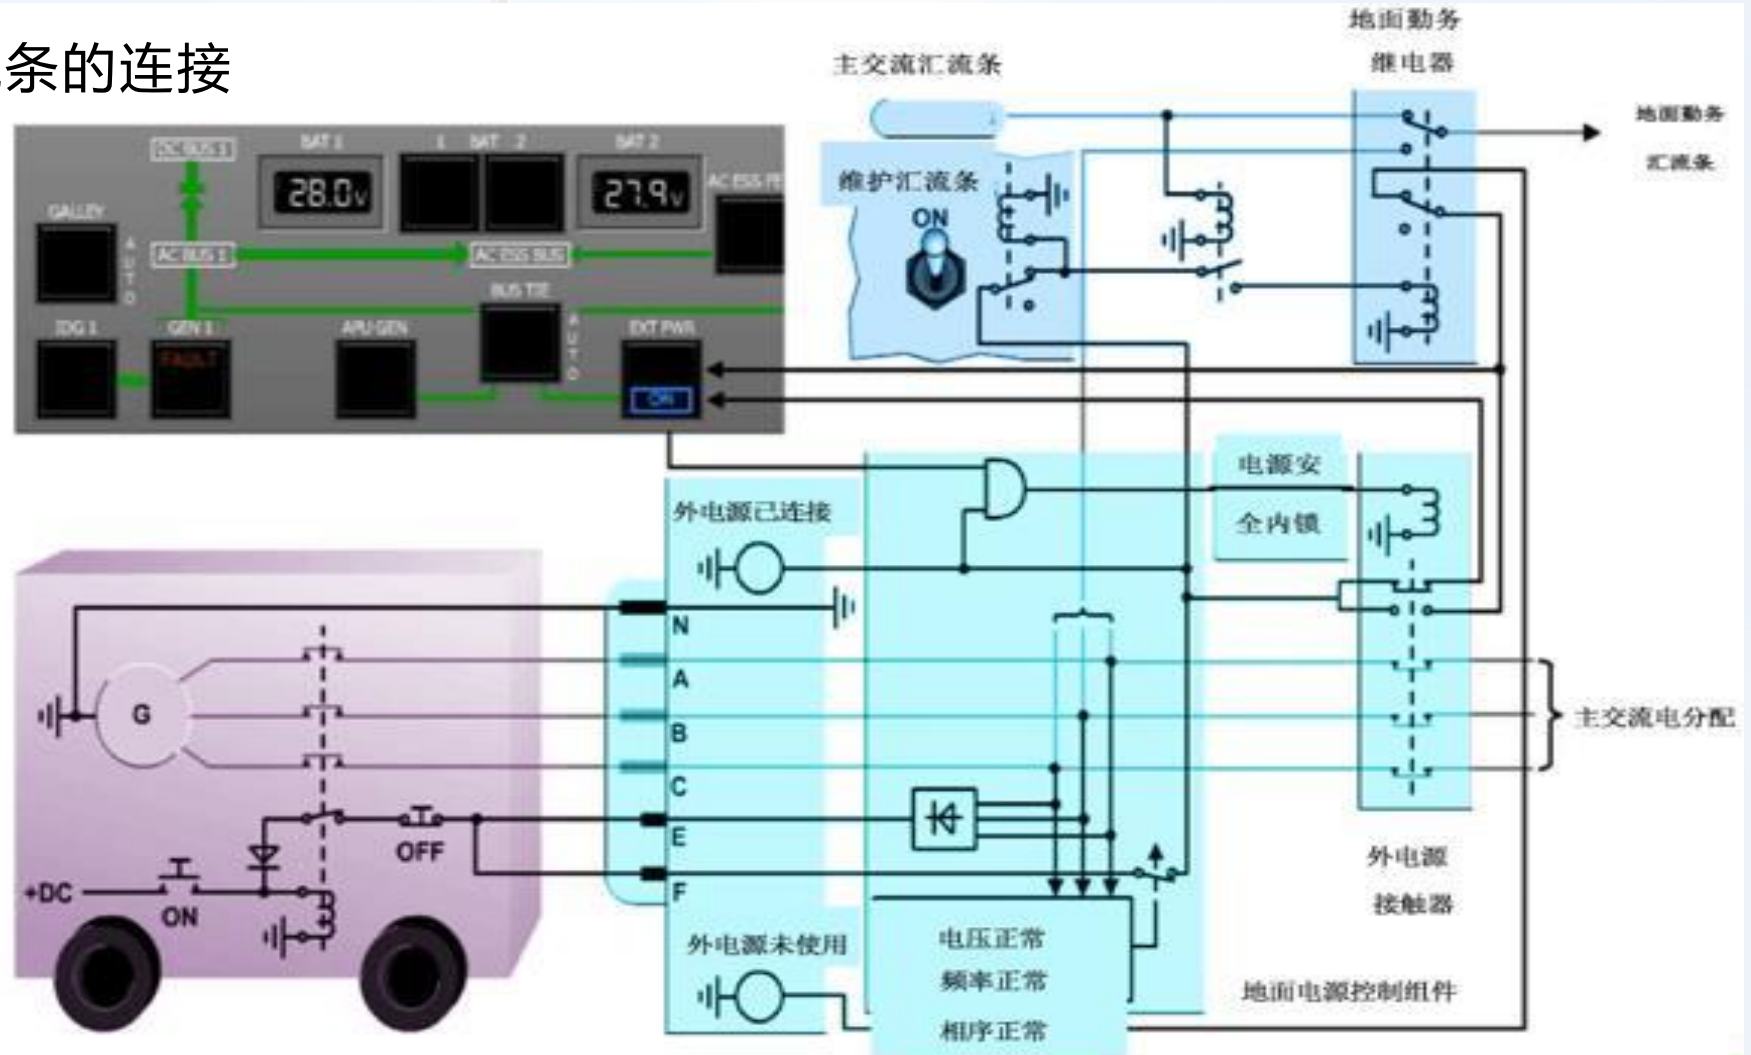 条的连接
地面勤务
继电器
主交流汇流条
地面勤务
汇流条
维护汇流条
ON
DC BUS 1
BAT 1
1 BAT 2
BAT 2
28.0v
27.9v
AC ESS FE
GALLEY
AUTO
AC BUS 1
AC ESS BUS
BUS TIE
AUTO
IDG 1
GEN 1
APU GEN
EXT PWR
FAULT
ON
电源安
全内锁
外电源已连接
N
A
G
B
主交流电分配
C
E
OFF
F
+DC
ON
外电源
接触器
外电源未使用
电压正常
频率正常
相序正常
地面电源控制组件